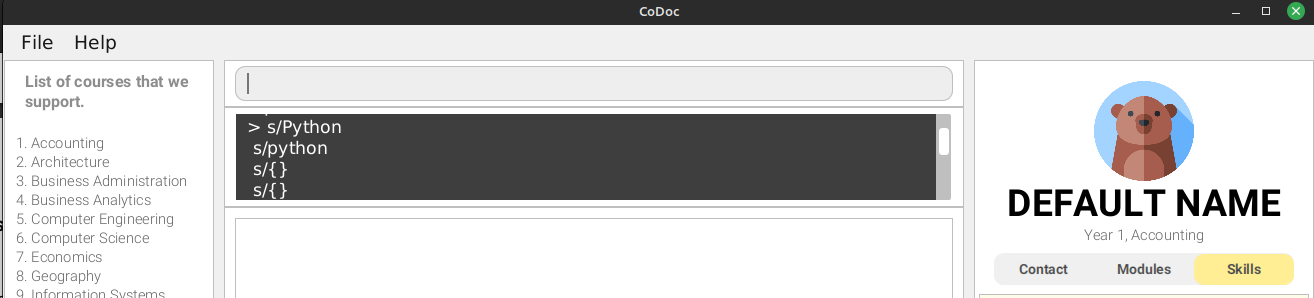 CoDoc
File Help
List of courses that we
support.
1. Accounting
2. Architecture
3. Business Administration
4. Business Analytics
5. Computer Engineering
6. Computer Science
7. Economics
8. Geography
9. Information Systems
> s/Python
s/python
s/{}
s/{}
DEFAULT NAME
Year 1, Accounting
Contact Modules Skills